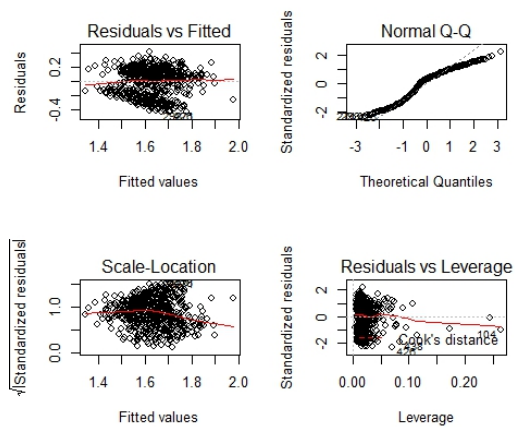 Residuals vs Fitted
Residuals
0.2
-0.4
1.4 1.6 1.8 2.0
Fitted values
Normal Q-Q
Standardized residuals
2
0
-2
-3 -1 0 1 2 3
Theoretical Quantiles
Scale-Location
√|Standardized residuals|
1.0
0.0
1.4 1.6 1.8 2.0
Fitted values
Residuals vs Leverage
Standardized residuals
2
0
-2
Cook's distance
104
0.00 0.10 0.20
Leverage